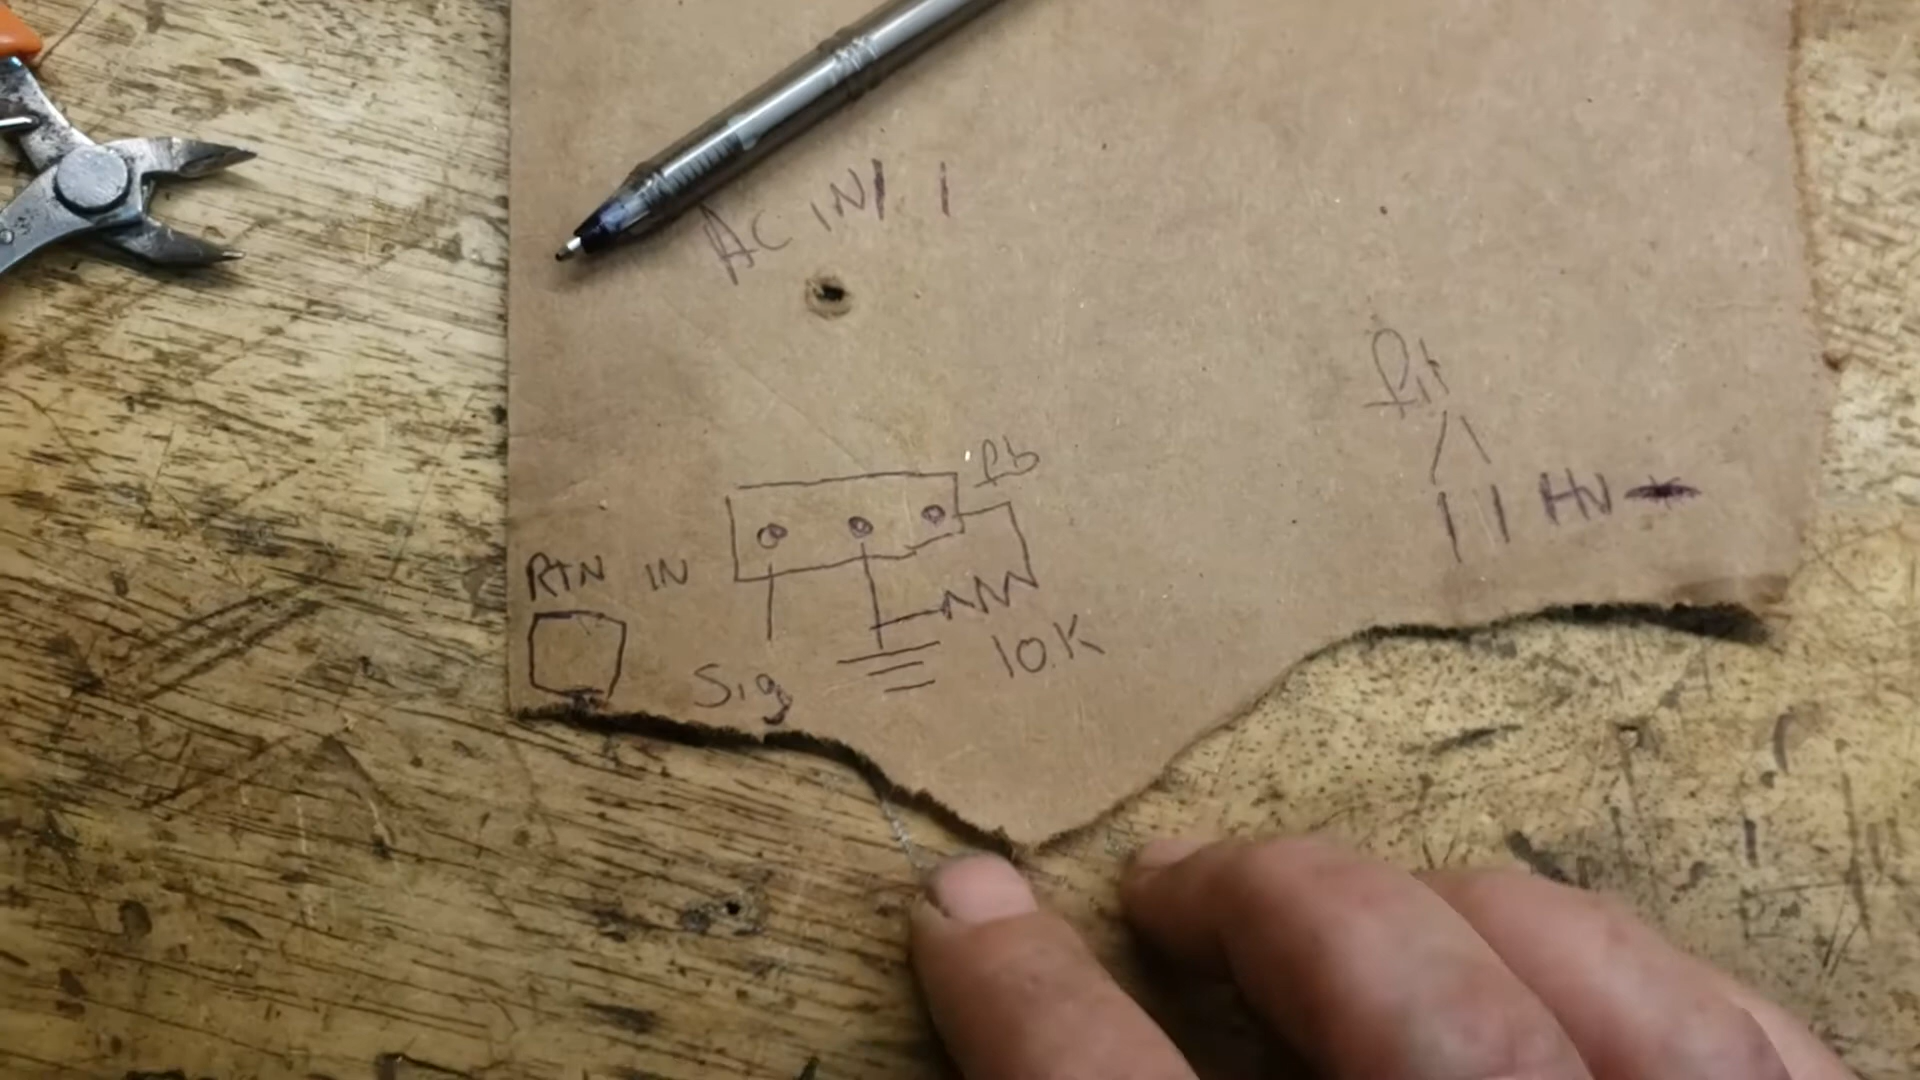 AC IN
fb
HV
RTN IN
10K
Sig